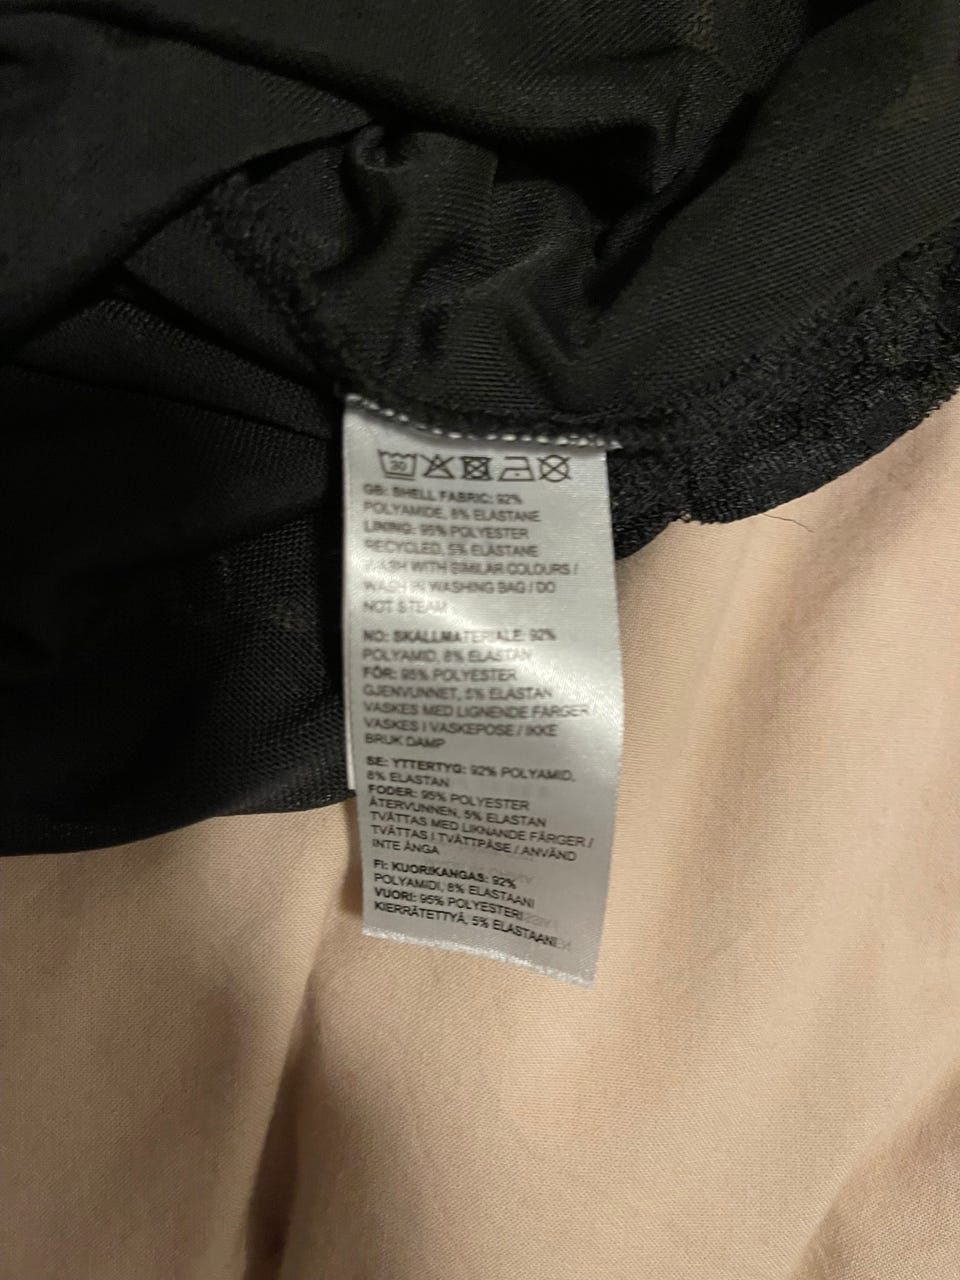 30
GB: SHELL FABRIC: 92%
POLYAMIDE, 8% ELASTANE
LINING: 95% POLYESTER
RECYCLED, 5% ELASTANE
WASH WITH SIMILAR COLOURS /
WASH IN WASHING BAG / DO
NOT STEAM
NO: SKALLMATERIALE: 92%
POLYAMID, 8% ELASTAN
FÔR: 95% POLYESTER
GJENVUNNET, 5% ELASTAN
VASKES MED LIGNENDE FARGER
VASKES I VASKEPOSE / IKKE
BRUK DAMP
SE: YTTERTYG: 92% POLYAMID,
8% ELASTAN
FODER: 95% POLYESTER
ÅTERVUNNEN, 5% ELASTAN
TVÄTTAS MED LIKNANDE FÄRGER /
TVÄTTAS I TVÄTTPÅSE / ANVÄND
INTE ÅNGA
FI: KUORIKANGAS: 92%
POLYAMIDI, 8% ELASTAANI
VUORI: 95% POLYESTERI
KIERRÄTETTYÄ, 5% ELASTAANI